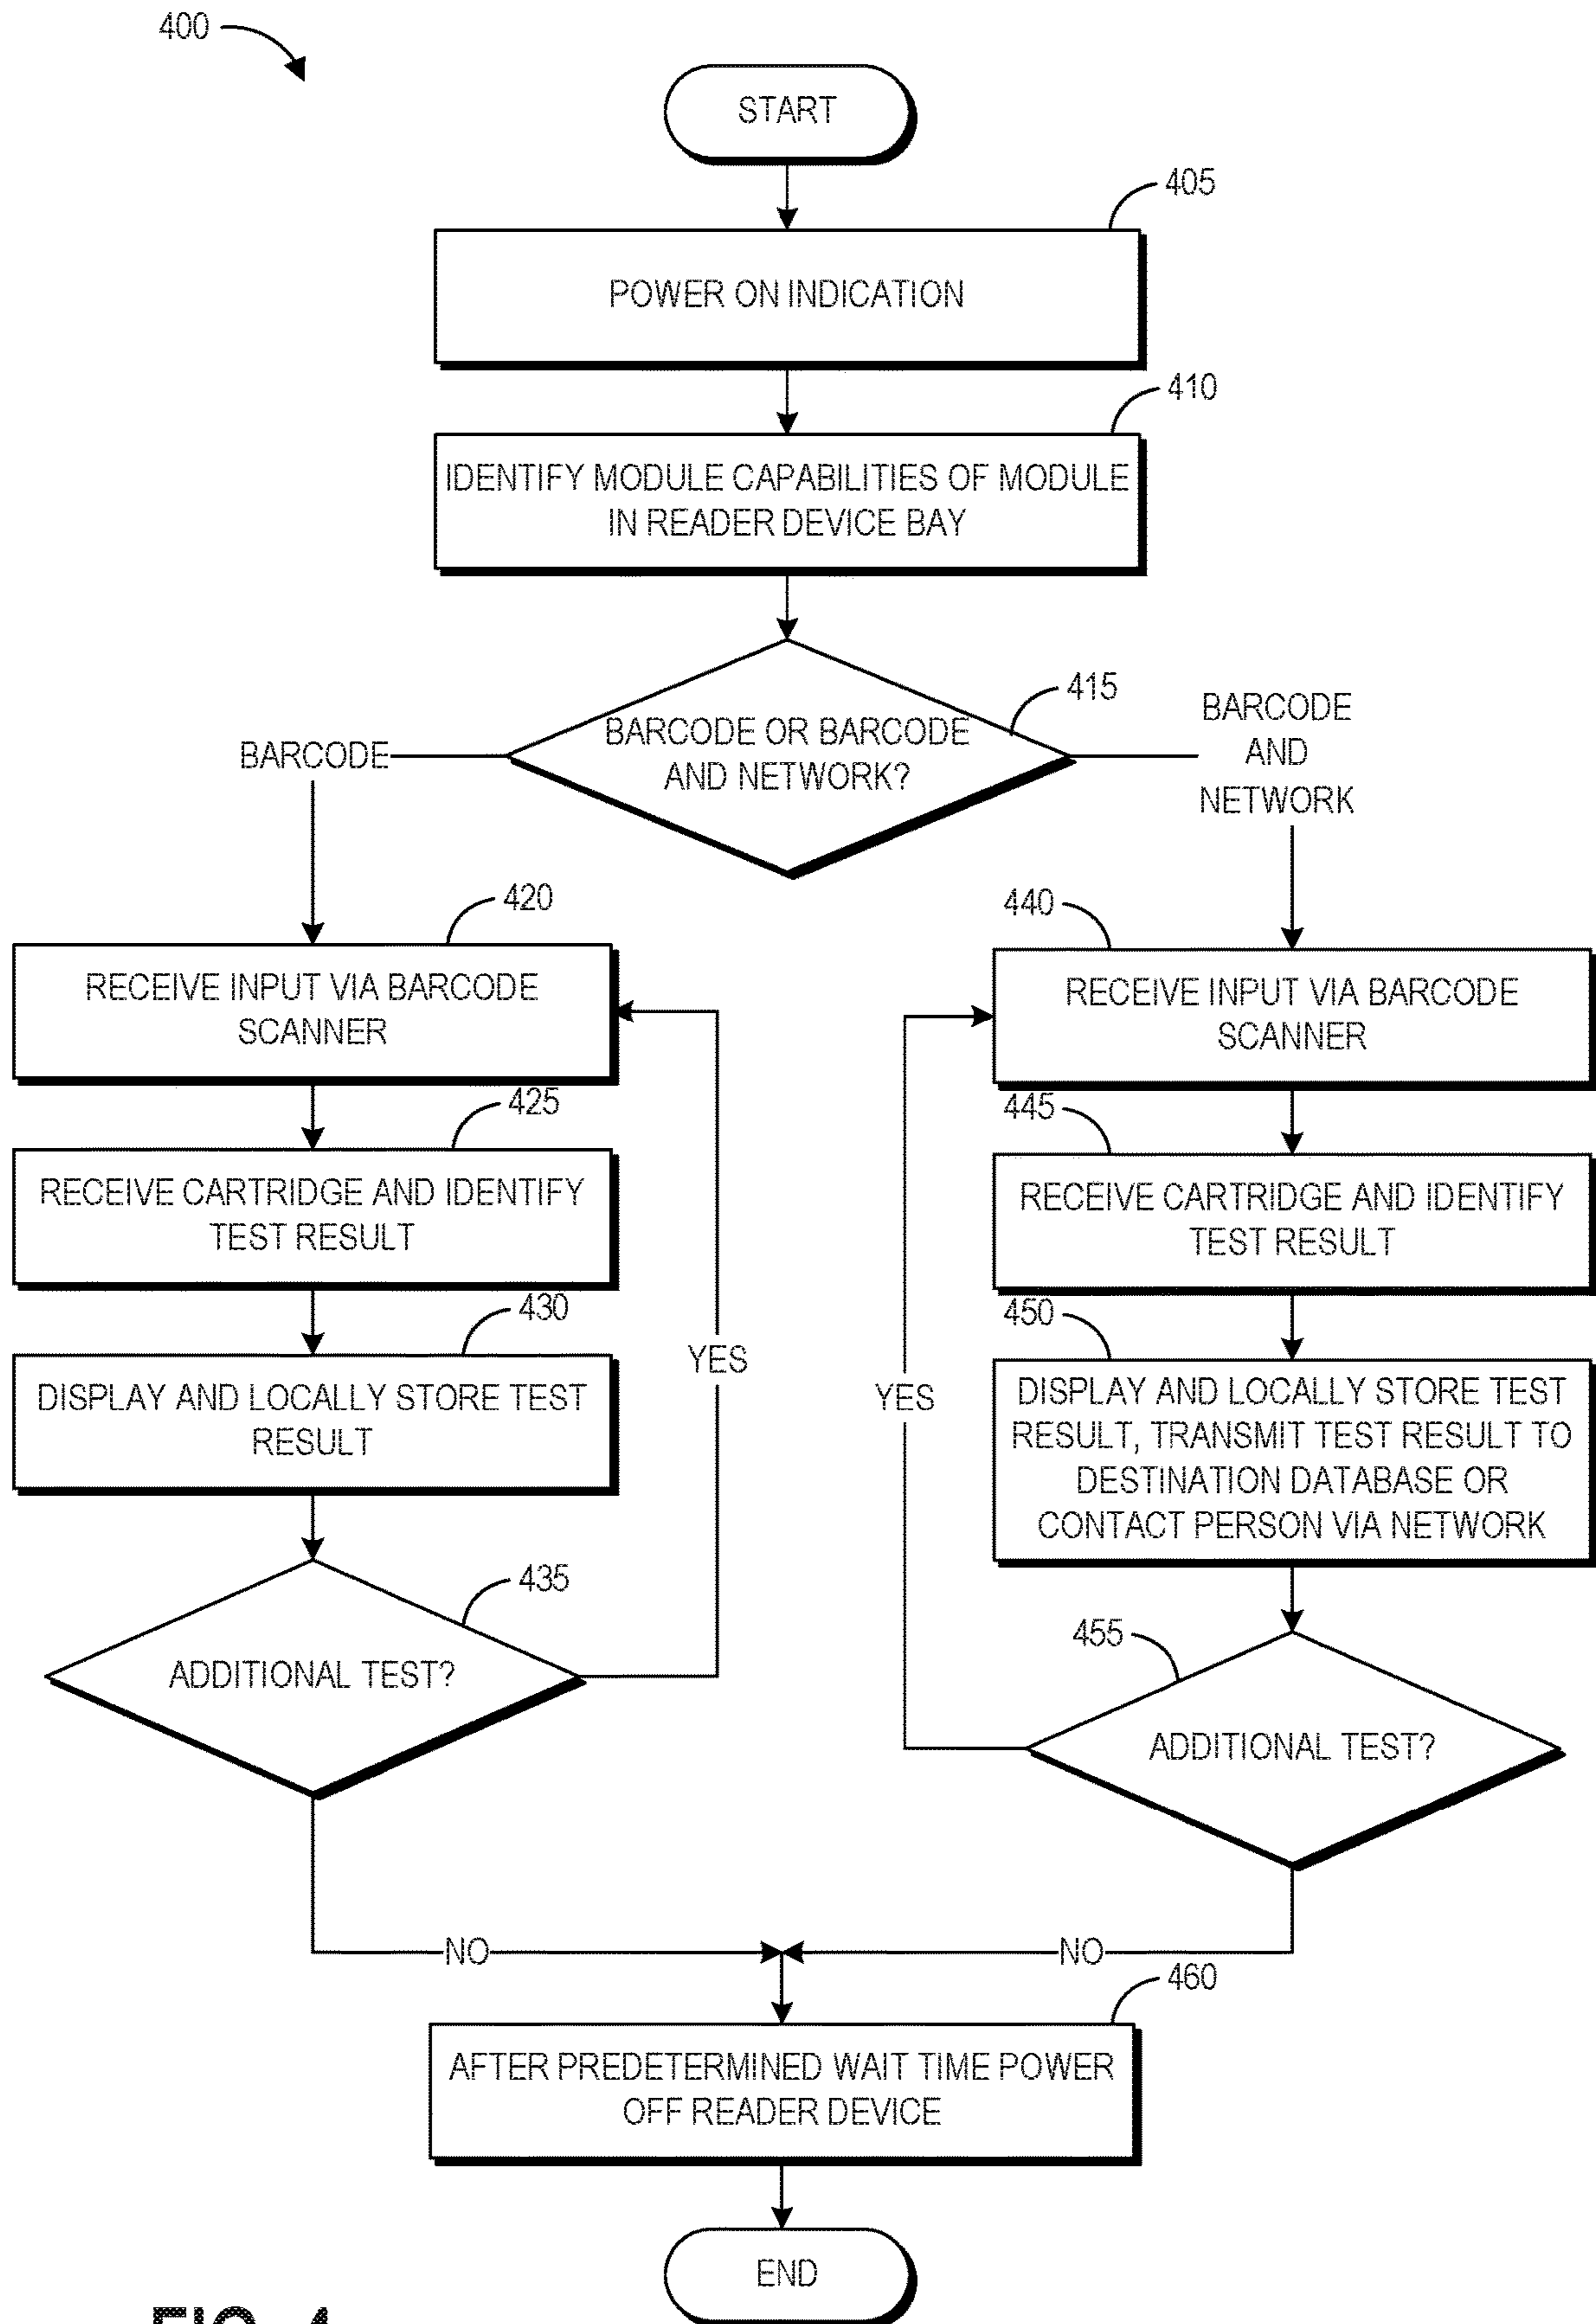 400
START
405
POWER ON INDICATION
410
IDENTIFY MODULE CAPABILITIES OF MODULE
IN READER DEVICE BAY
415
BARCODE OR BARCODE
AND NETWORK?
BARCODE
BARCODE
AND
NETWORK
420
RECEIVE INPUT VIA BARCODE
SCANNER
425
RECEIVE CARTRIDGE AND IDENTIFY
TEST RESULT
430
DISPLAY AND LOCALLY STORE TEST
RESULT
435
ADDITIONAL TEST?
YES
NO
440
RECEIVE INPUT VIA BARCODE
SCANNER
445
RECEIVE CARTRIDGE AND IDENTIFY
TEST RESULT
450
DISPLAY AND LOCALLY STORE TEST
RESULT, TRANSMIT TEST RESULT TO
DESTINATION DATABASE OR
CONTACT PERSON VIA NETWORK
455
ADDITIONAL TEST?
YES
NO
460
AFTER PREDETERMINED WAIT TIME POWER
OFF READER DEVICE
END
FIG. 4